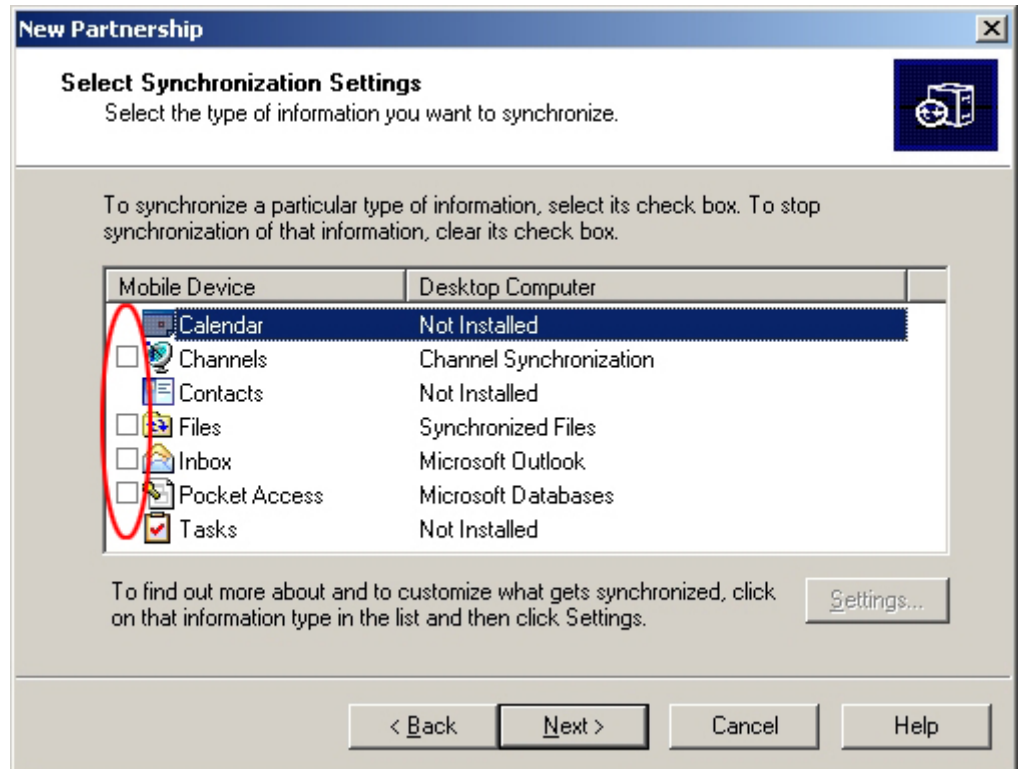 New Partnership
Select Synchronization Settings
Select the type of information you want to synchronize.
To synchronize a particular type of information, select its check box. To stop
synchronization of that information, clear its check box.
Mobile Device Desktop Computer
Calendar Not Installed
Channels Channel Synchronization
Contacts Not Installed
Files Synchronized Files
Inbox Microsoft Outlook
Pocket Access Microsoft Databases
Tasks Not Installed
To find out more about and to customize what gets synchronized, click
on that information type in the list and then click Settings.
Settings...
< Back Next > Cancel Help